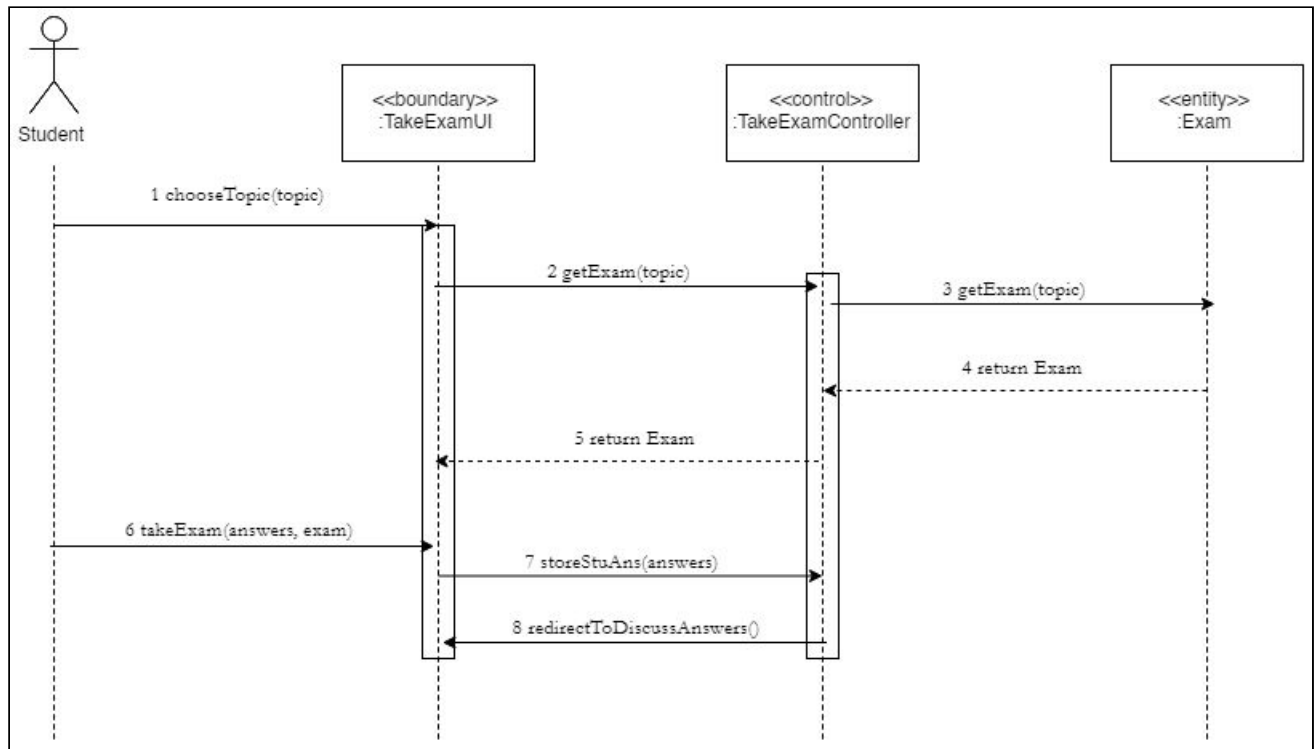 Student
<<boundary>>
:TakeExamUI
<<control>>
:TakeExamController
<<entity>>
:Exam
1 chooseTopic(topic)
2 getExam(topic)
3 getExam(topic)
4 return Exam
5 return Exam
6 takeExam(answers, exam)
7 storeStuAns(answers)
8 redirectToDiscussAnswers()